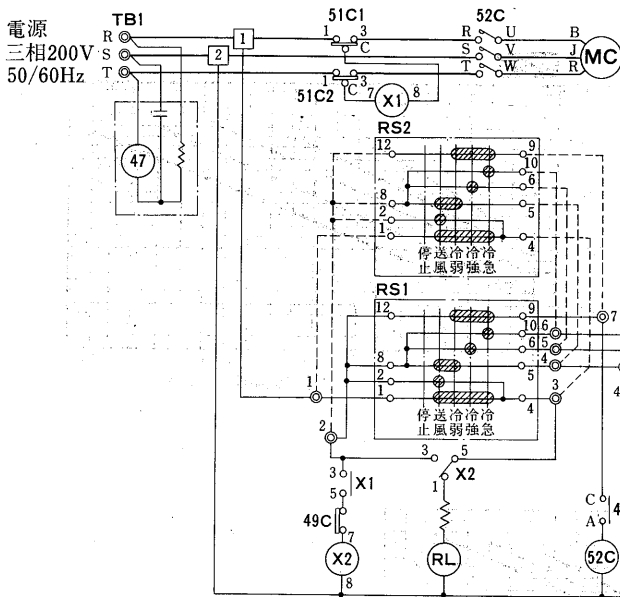 電源
三相200V
50/60Hz
TB1
R
S
T
1
2
51C1
1 3
C
51C2
1 3
C 7 X1 8
52C
R U B
S V J
T W R
MC
47
RS2
12 9
10
6
8 5
2
1 4
停送冷冷冷
止風弱強急
RS1
12 9 7
10 6
6 5
8 5 4
2
1 4 3
停送冷冷冷
止風弱強急
1
2
3 5
X2
1
3
X1
5
49C
7
X2
8
RL
C
A
4
52C
4